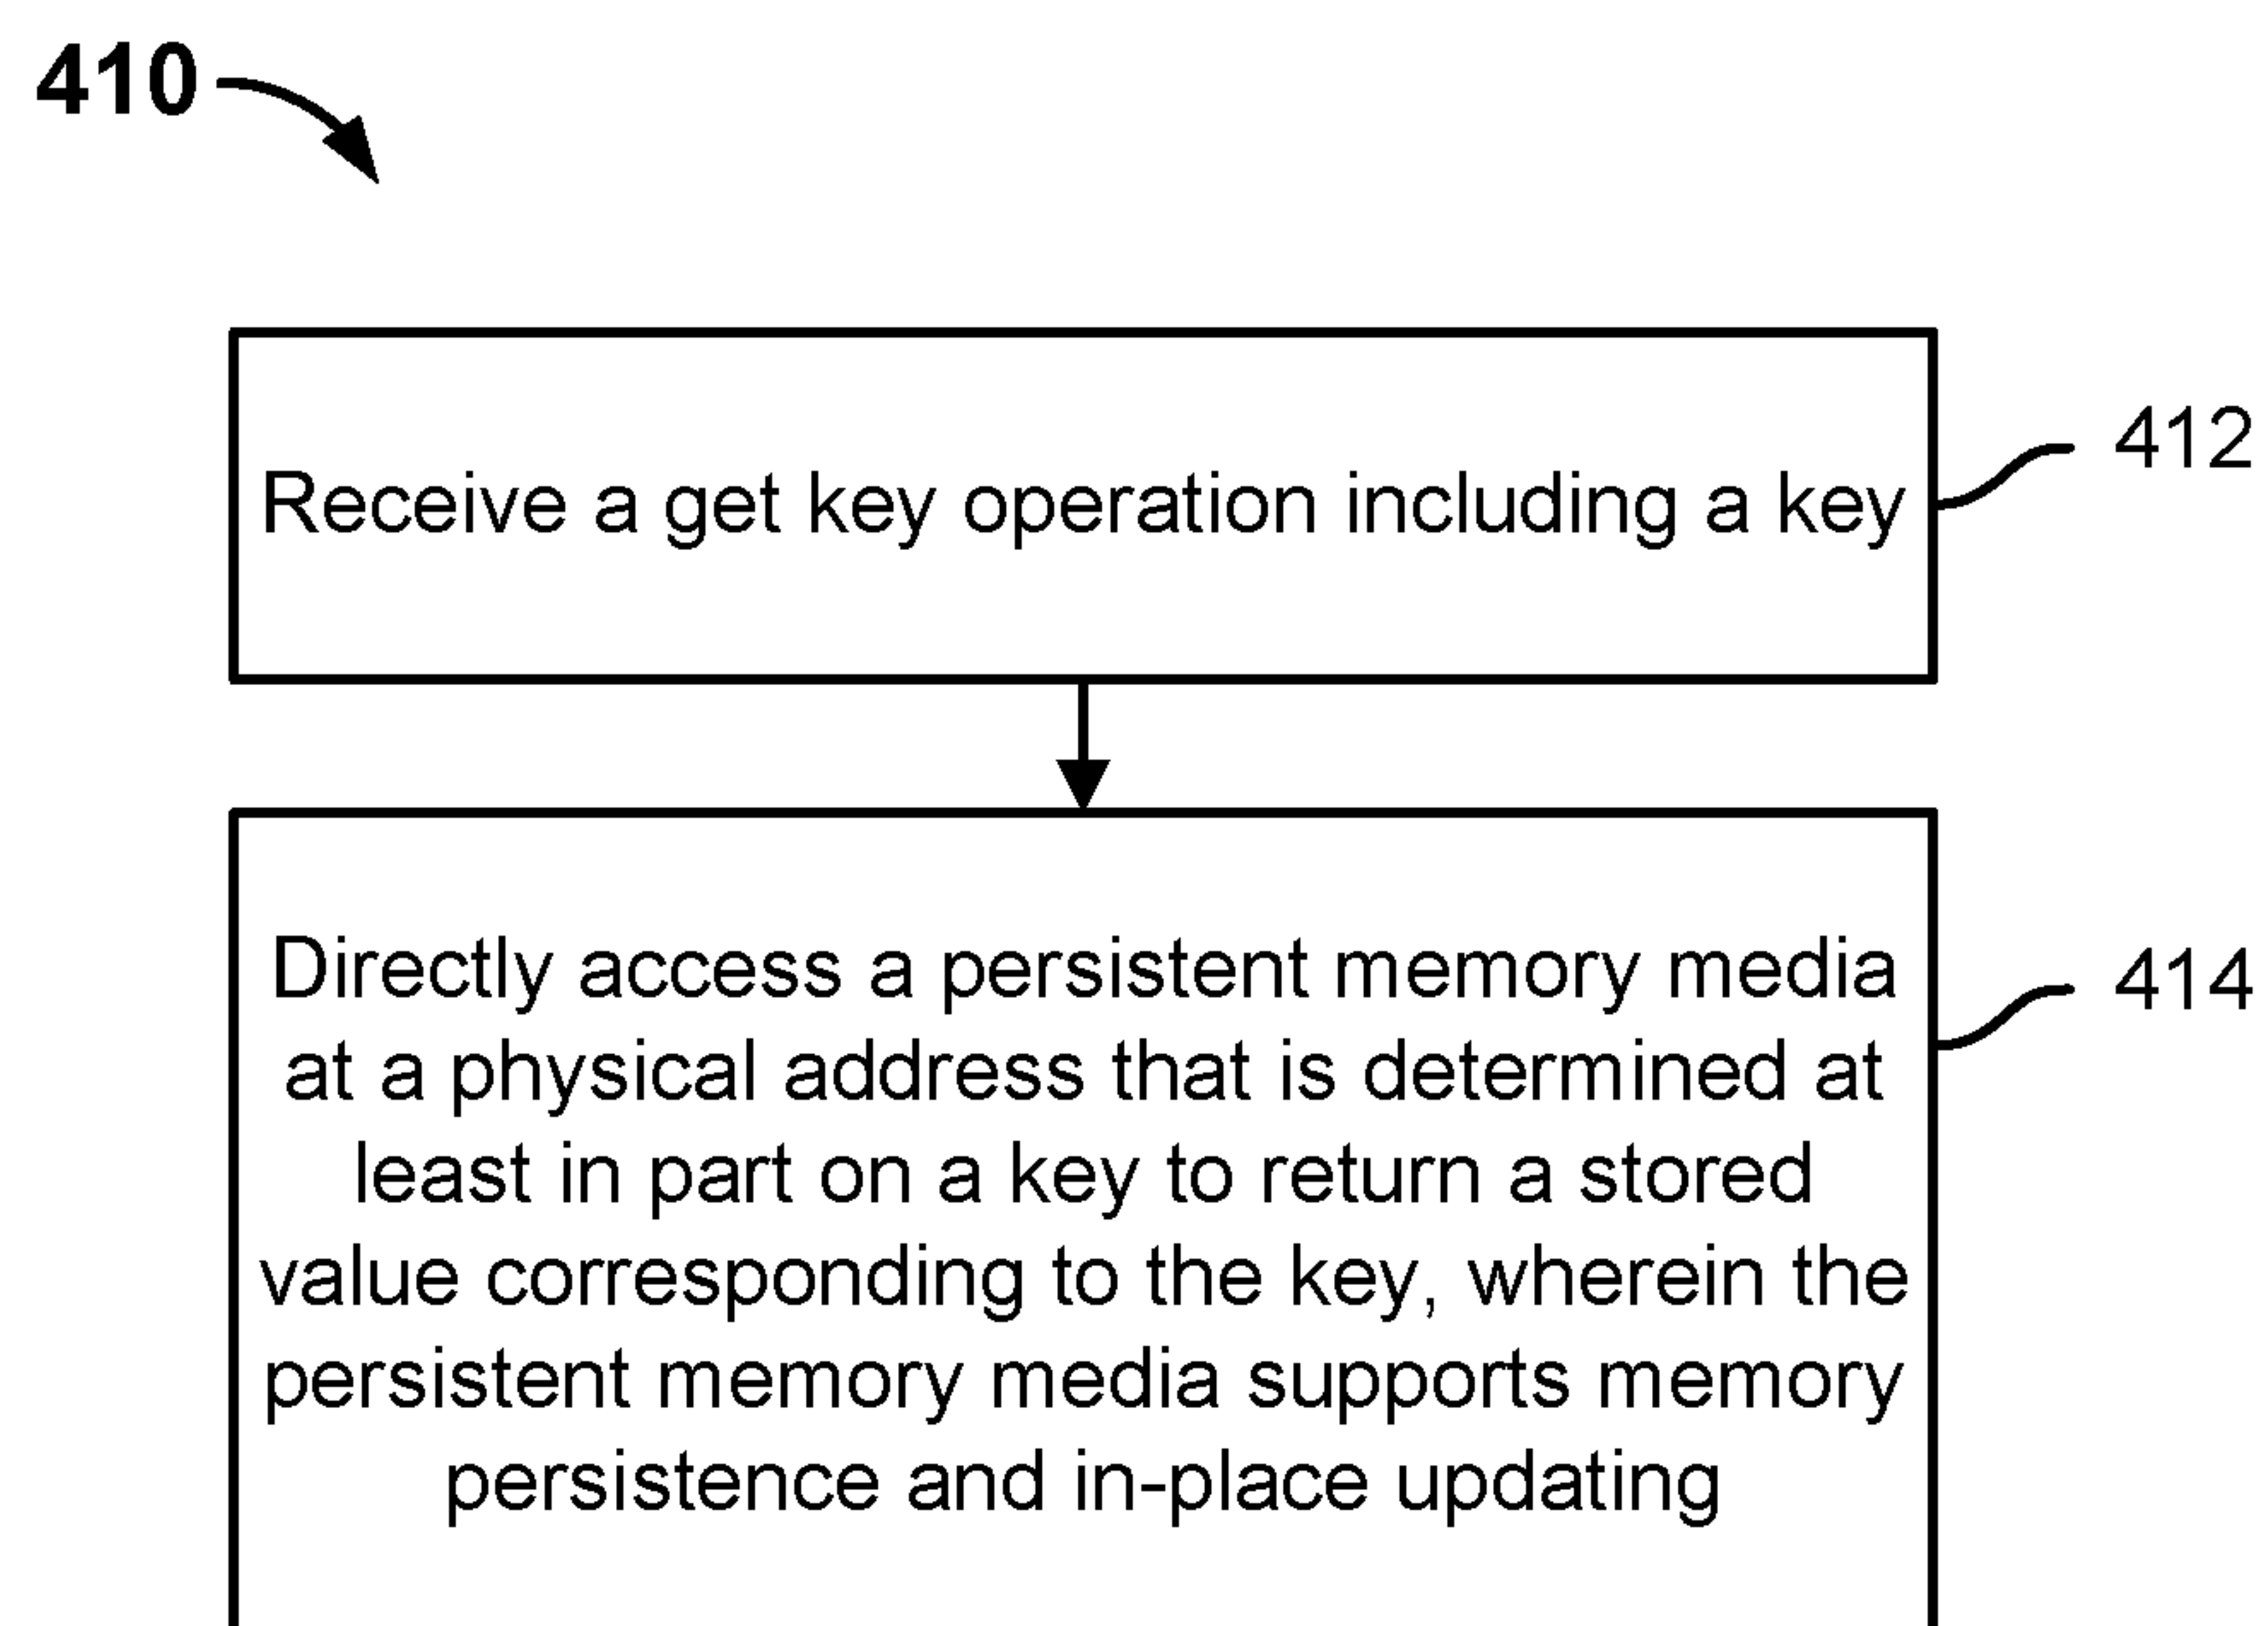 410
Receive a get key operation including a key
412
Directly access a persistent memory media
at a physical address that is determined at
least in part on a key to return a stored
value corresponding to the key, wherein the
persistent memory media supports memory
persistence and in-place updating
414